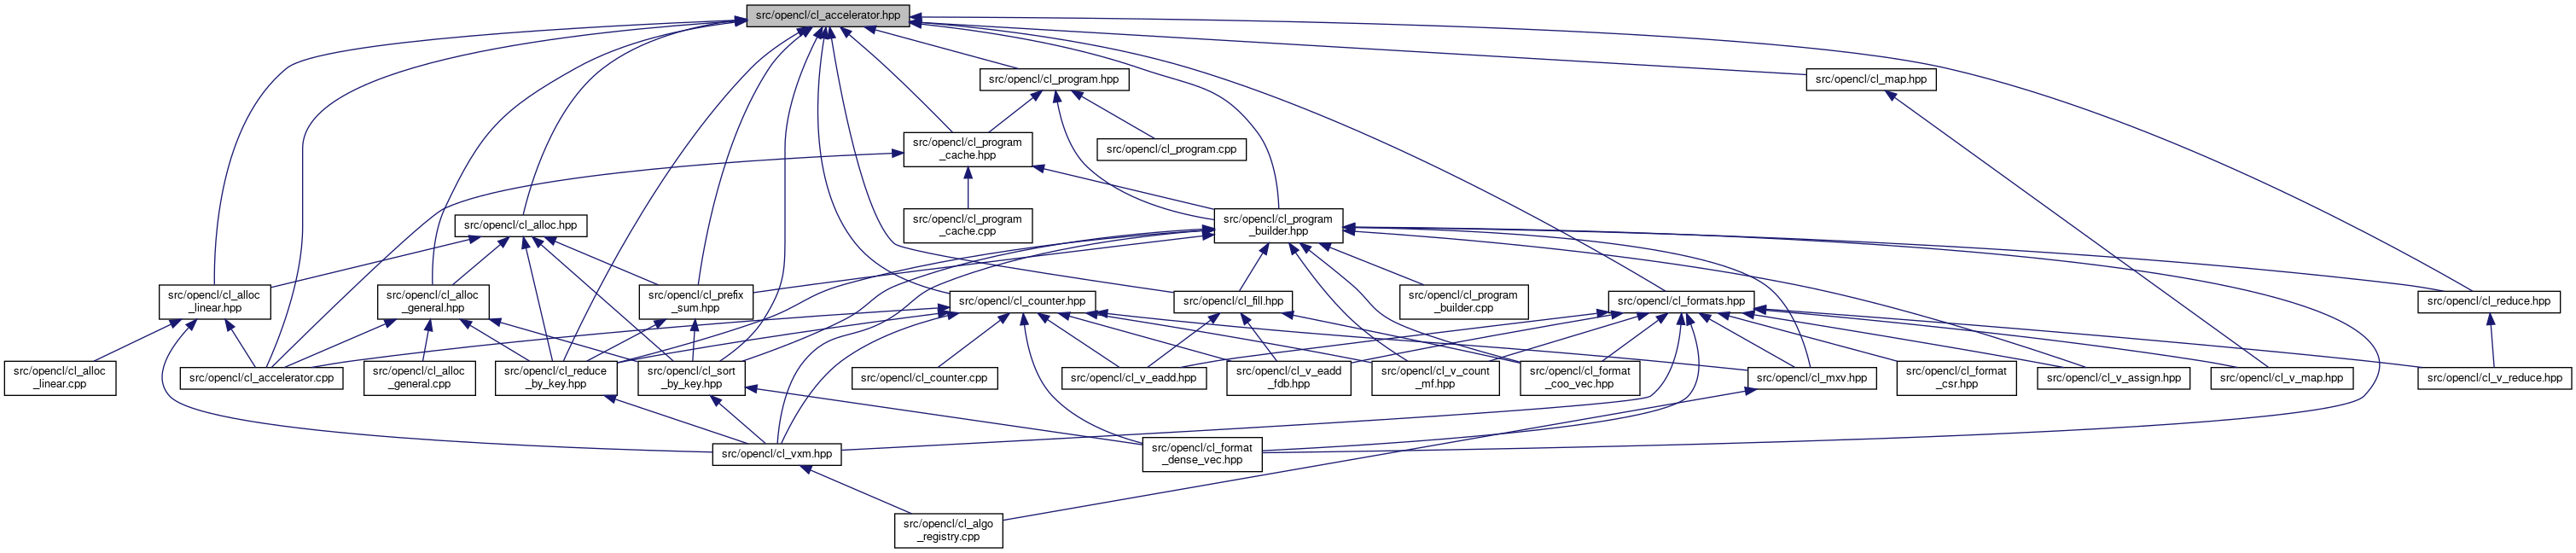 src/opencl/cl_accelerator.hpp
src/opencl/cl_program.hpp
src/opencl/cl_map.hpp
src/opencl/cl_program
_cache.hpp
src/opencl/cl_program.cpp
src/opencl/cl_alloc.hpp
src/opencl/cl_program
_cache.cpp
src/opencl/cl_program
_builder.hpp
src/opencl/cl_alloc
_linear.hpp
src/opencl/cl_alloc
_general.hpp
src/opencl/cl_prefix
_sum.hpp
src/opencl/cl_counter.hpp
src/opencl/cl_fill.hpp
src/opencl/cl_program
_builder.cpp
src/opencl/cl_formats.hpp
src/opencl/cl_reduce.hpp
src/opencl/cl_alloc
_linear.cpp
src/opencl/cl_accelerator.cpp
src/opencl/cl_alloc
_general.cpp
src/opencl/cl_reduce
_by_key.hpp
src/opencl/cl_sort
_by_key.hpp
src/opencl/cl_counter.cpp
src/opencl/cl_v_eadd.hpp
src/opencl/cl_v_eadd
_fdb.hpp
src/opencl/cl_v_count
_mf.hpp
src/opencl/cl_format
_coo_vec.hpp
src/opencl/cl_mxv.hpp
src/opencl/cl_format
_csr.hpp
src/opencl/cl_v_assign.hpp
src/opencl/cl_v_map.hpp
src/opencl/cl_v_reduce.hpp
src/opencl/cl_vxm.hpp
src/opencl/cl_format
_dense_vec.hpp
src/opencl/cl_algo
_registry.cpp